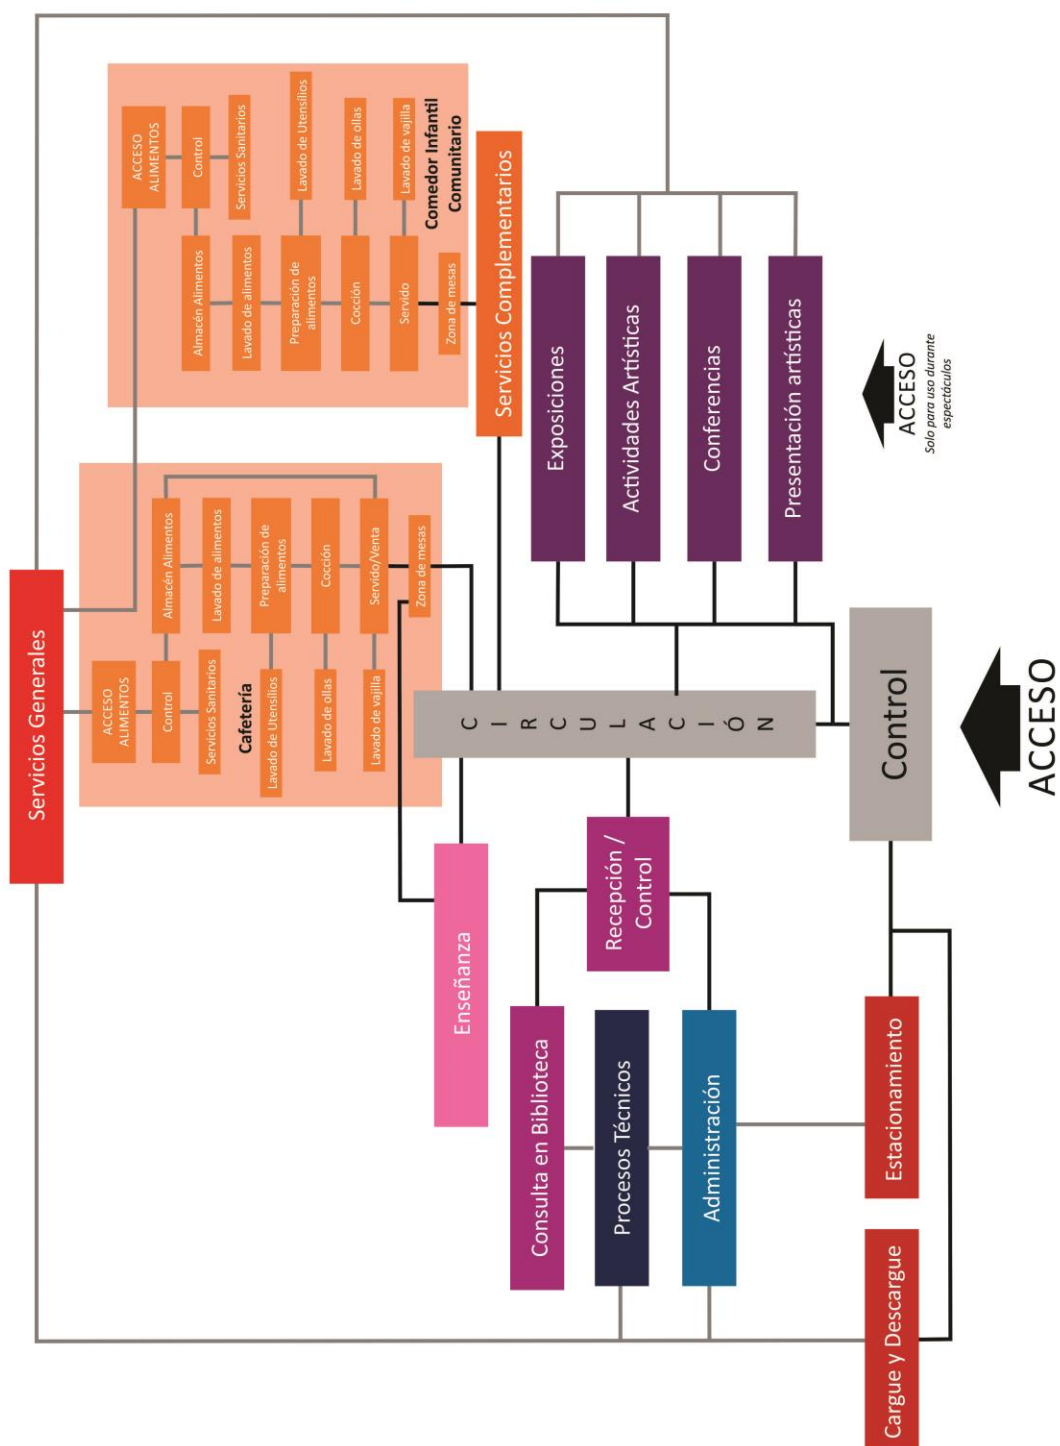 Servicios Generales
ACCESO
ALIMENTOS
Control
Servicios Sanitarios
Almacén Alimentos
Lavado de alimentos
Preparación de
alimentos
Cocción
Servido/Venta
Zona de mesas
Cafetería
Lavado de Utensílios
Lavado de ollas
Lavado de vajilla
ACCESO
ALIMENTOS
Control
Servicios Sanitarios
Almacén Alimentos
Lavado de alimentos
Preparación de
alimentos
Cocción
Servido
Zona de mesas
Lavado de Utensílios
Lavado de ollas
Lavado de vajilla
Comedor Infantil
Comunitario
Servicios Complementarios
Enseñanza
CIRCULACIÓN
Exposiciones
Actividades Artísticas
Conferencias
Presentación artísticas
Recepción /
Control
Consulta en Biblioteca
Procesos Técnicos
Administración
Control
Estacionamiento
Cargue y Descargue
ACCESO
ACCESO
Solo para uso durante
espectáculos